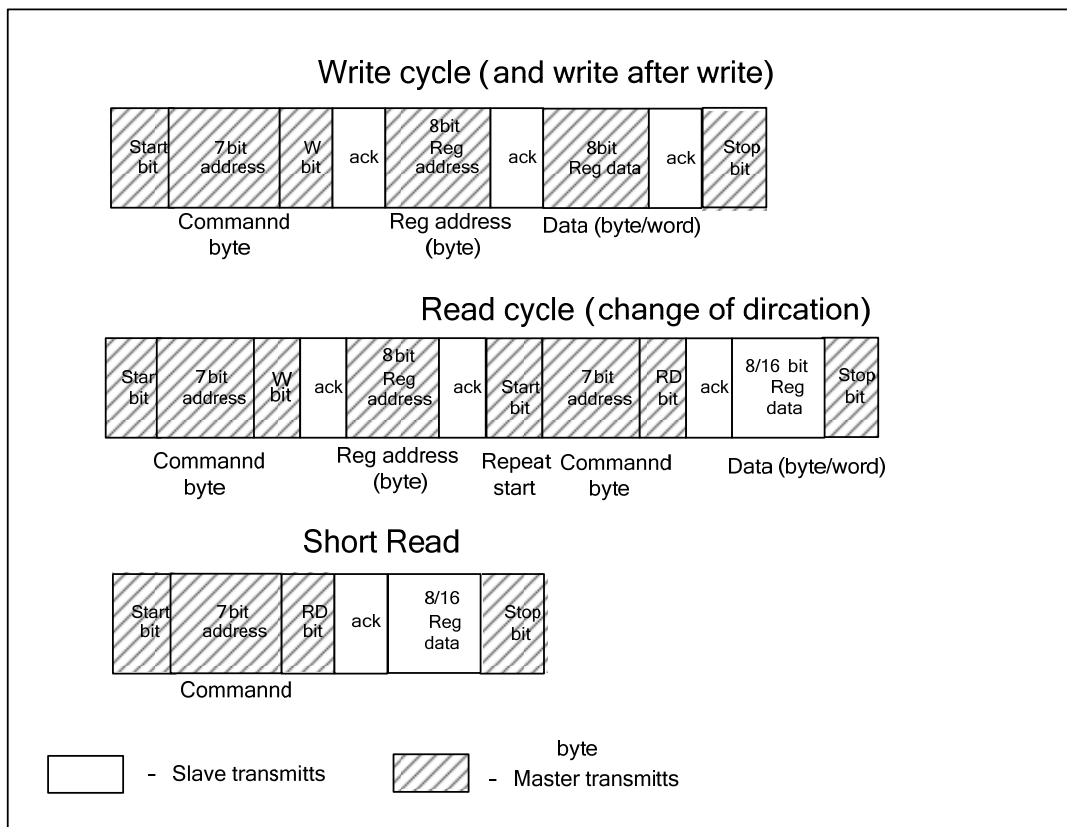 Write cycle (and write after write)
Start bit
7bit address
W bit
ack
8bit Reg address
ack
8bit Reg data
ack
Stop bit
Commannd byte
Reg address (byte)
Data (byte/word)
Read cycle (change of dircation)
Start bit
7bit address
W bit
ack
8bit Reg address
ack
Start bit
7bit address
RD bit
ack
8/16 bit Reg data
Stop bit
Commannd byte
Reg address (byte)
Repeat start
Commannd byte
Data (byte/word)
Short Read
Start bit
7bit address
RD bit
ack
8/16 Reg data
Stop bit
Commannd
byte
- Slave transmitts
- Master transmitts